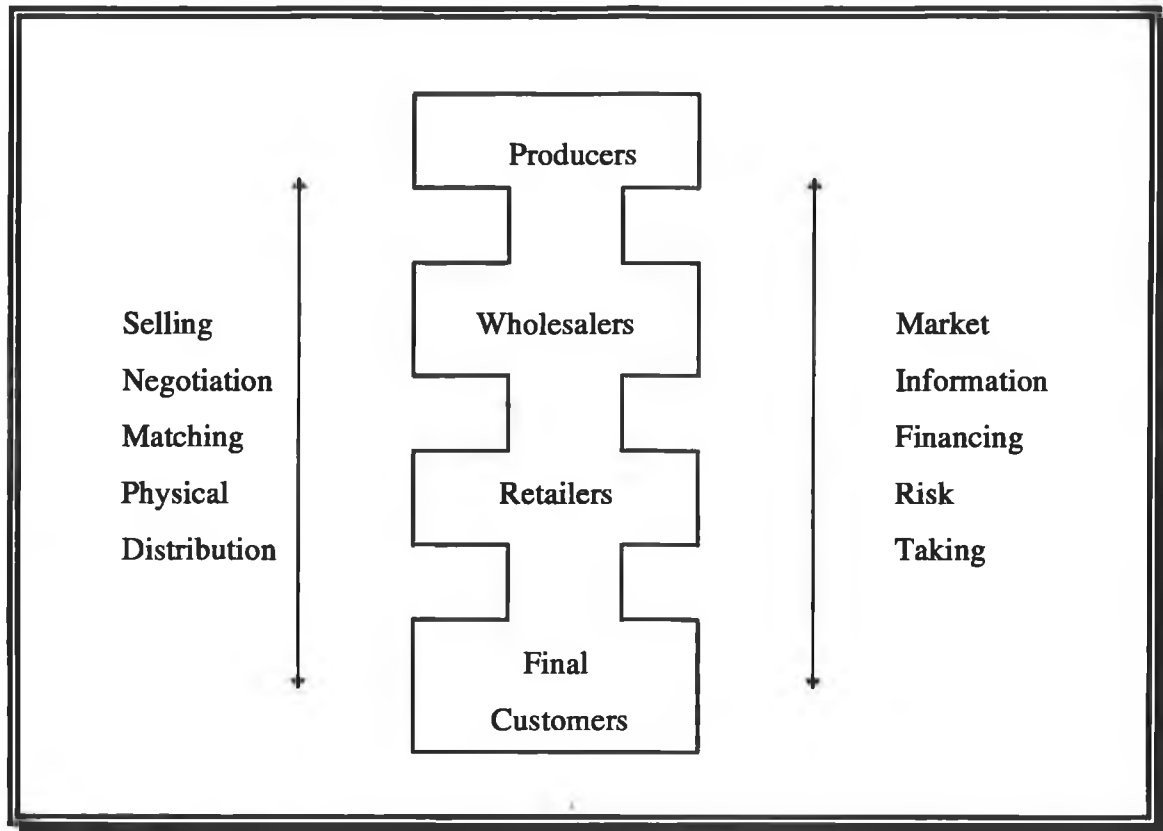 Producers
Wholesalers
Retailers
Final
Customers
Selling
Negotiation
Matching
Physical
Distribution
Market
Information
Financing
Risk
Taking